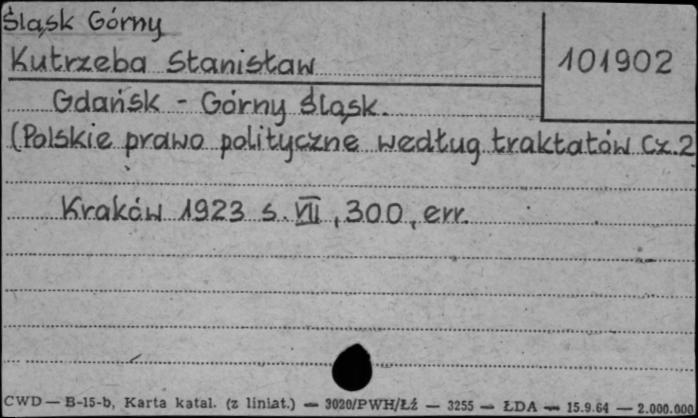 Śląsk Górny
Kutrzeba Stanisław
101902
Gdańsk - Górny Śląsk.
(Polskie prawo polityczne według traktatów Cz.2
Kraków 1923 s. VII, 300, err.
CWD — B-15-b, Karta katal. (z liniat.) — 3020/PWH/Łź — 3255 — ŁDA — 15.9.64 — 2.000.000